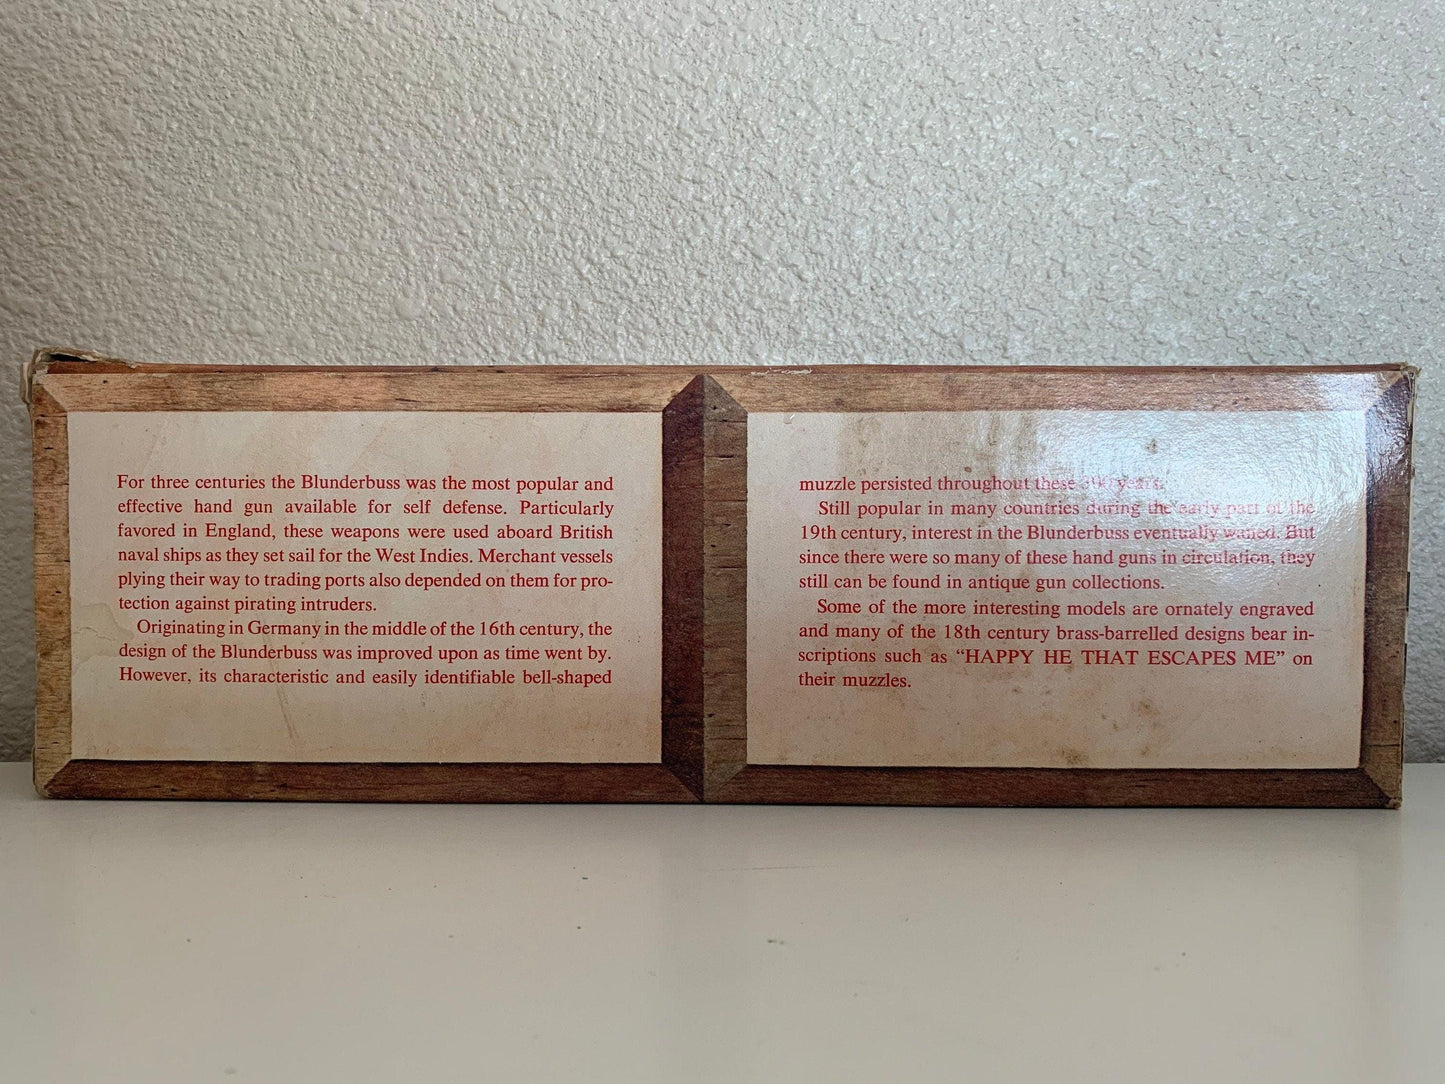 For three centuries the Blunderbuss was the most popular and
effective hand gun available for self defense. Particularly
favored in England, these weapons were used aboard British
naval ships as they set sail for the West Indies. Merchant vessels
plying their way to trading ports also depended on them for pro-
tection against pirating intruders.
Originating in Germany in the middle of the 16th century, the
design of the Blunderbuss was improved upon as time went by.
However, its characteristic and easily identifiable bell-shaped
muzzle persisted throughout these 300 years.
Still popular in many countries during the early part of the
19th century, interest in the Blunderbuss eventually waned. But
since there were so many of these hand guns in circulation, they
still can be found in antique gun collections.
Some of the more interesting models are ornately engraved
and many of the 18th century brass-barrelled designs bear in-
scriptions such as “HAPPY HE THAT ESCAPES ME” on
their muzzles.